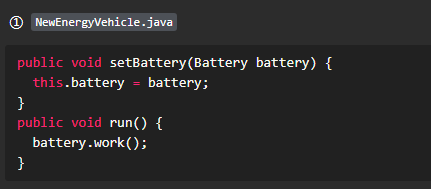 ① NewEnergyVehicle.java
public void setBattery(Battery battery) {
  this.battery = battery;
}
public void run() {
  battery.work();
}